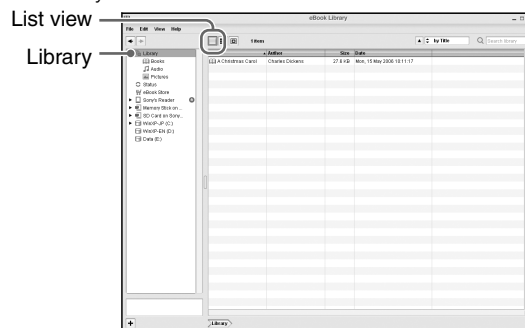 List view
Library
eBook Library
File Edit View Help
1 Item
by Title
Search library
Author Size Date
A Christmas Carol Charles Dickens 27.8 kB Mon, 15 May 2006 10:11:17
Library
Books
Audio
Pictures
Status
eBook Store
Sony's Reader
Memory Stick on...
SD Card on Sony...
WinXP-JP (C:)
WinXP-EN (D:)
Data (E:)
Library